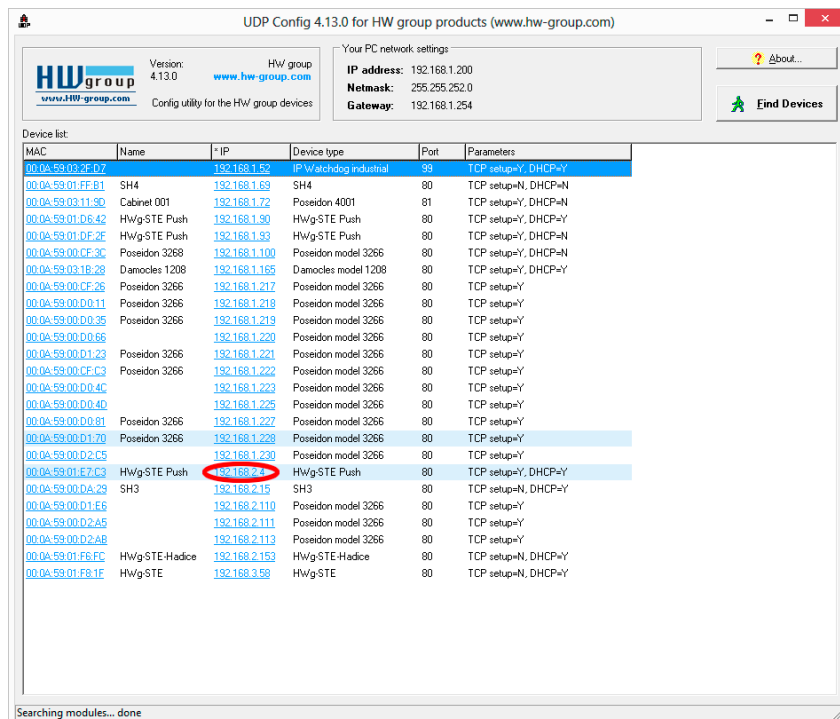 UDP Config 4.13.0 for HW group products (www.hw-group.com)
HWgroup
www.HW-group.com
Version: HW group
4.13.0 www.hw-group.com
Config utility for the HW group devices
Your PC network settings
IP address: 192.168.1.200
Netmask: 255.255.252.0
Gateway: 192.168.1.254
About...
Find Devices
Device list:
MAC Name * IP Device type Port Parameters
00:0A:59:03:2F:D7 192.168.1.52 IP Watchdog industrial 99 TCP setup=Y, DHCP=Y
00:0A:59:01:FF:B1 SH4 192.168.1.69 SH4 80 TCP setup=N, DHCP=N
00:0A:59:03:11:9D Cabinet 001 192.168.1.72 Poseidon 4001 81 TCP setup=Y, DHCP=N
00:0A:59:01:D6:42 HWg-STE Push 192.168.1.90 HWg-STE Push 80 TCP setup=Y, DHCP=Y
00:0A:59:01:DF:2F HWg-STE Push 192.168.1.93 HWg-STE Push 80 TCP setup=Y, DHCP=N
00:0A:59:00:CF:3C Poseidon 3268 192.168.1.100 Poseidon model 3266 80 TCP setup=Y, DHCP=N
00:0A:59:03:1B:28 Damocles 1208 192.168.1.165 Damocles model 1208 80 TCP setup=Y, DHCP=Y
00:0A:59:00:CF:26 Poseidon 3266 192.168.1.217 Poseidon model 3266 80 TCP setup=Y
00:0A:59:00:D0:11 Poseidon 3266 192.168.1.218 Poseidon model 3266 80 TCP setup=Y
00:0A:59:00:D0:35 Poseidon 3266 192.168.1.219 Poseidon model 3266 80 TCP setup=Y
00:0A:59:00:D0:66 192.168.1.220 Poseidon model 3266 80 TCP setup=Y
00:0A:59:00:D1:23 Poseidon 3266 192.168.1.221 Poseidon model 3266 80 TCP setup=Y
00:0A:59:00:CF:C3 Poseidon 3266 192.168.1.222 Poseidon model 3266 80 TCP setup=Y
00:0A:59:00:D0:4C 192.168.1.223 Poseidon model 3266 80 TCP setup=Y
00:0A:59:00:D0:4D 192.168.1.225 Poseidon model 3266 80 TCP setup=Y
00:0A:59:00:D0:81 Poseidon 3266 192.168.1.227 Poseidon model 3266 80 TCP setup=Y
00:0A:59:00:D1:70 Poseidon 3266 192.168.1.228 Poseidon model 3266 80 TCP setup=Y
00:0A:59:00:D2:C5 192.168.1.230 Poseidon model 3266 80 TCP setup=Y
00:0A:59:01:E7:C3 HWg-STE Push 192.168.2.4 HWg-STE Push 80 TCP setup=Y, DHCP=Y
00:0A:59:00:DA:29 SH3 192.168.2.15 SH3 80 TCP setup=N, DHCP=Y
00:0A:59:00:D1:E6 192.168.2.110 Poseidon model 3266 80 TCP setup=Y
00:0A:59:00:D2:A5 192.168.2.111 Poseidon model 3266 80 TCP setup=Y
00:0A:59:00:D2:AB 192.168.2.113 Poseidon model 3266 80 TCP setup=Y
00:0A:59:01:F6:FC HWg-STE-Hadice 192.168.2.153 HWg-STE-Hadice 80 TCP setup=N, DHCP=Y
00:0A:59:01:F8:1F HWg-STE 192.168.3.58 HWg-STE 80 TCP setup=N, DHCP=Y
Searching modules... done